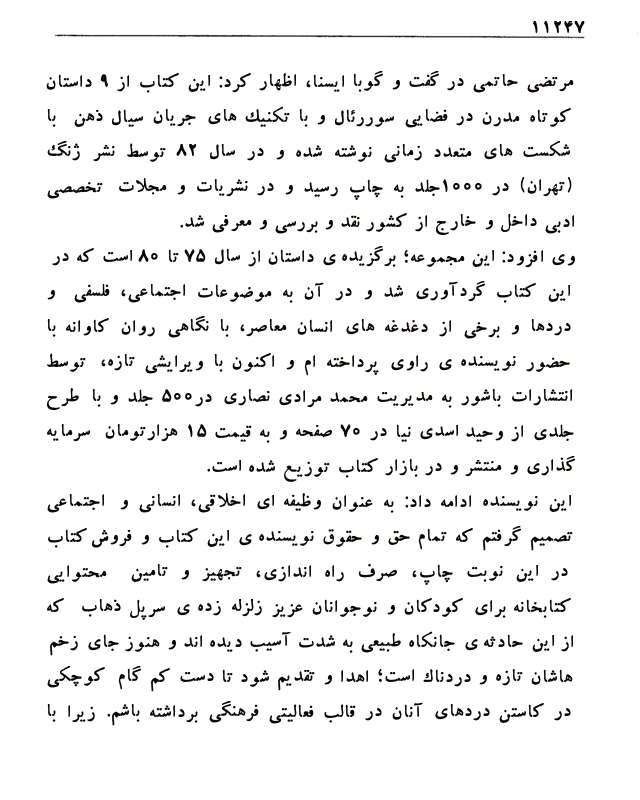 ۱۱۲۴۷
مرتضی حاتمی در گفت و گوبا ایسنا، اظهار کرد: این کتاب از ۹ داستان
کوتاه مدرن در فضایی سوررئال و با تکنیك های جریان سیال ذهن با
شکست های متعدد زمانی نوشته شده و در سال ۸۲ توسط نشر ژنگ
(تهران) در ۱۰۰۰جلد به چاپ رسید و در نشریات و مجلات تخصصی
ادبی داخل و خارج از کشور نقد و بررسی و معرفی شد.
وی افزود: این مجموعه؛ برگزیده ی داستان از سال ۷۵ تا ۸۰ است که در
این کتاب گردآوری شد و در آن به موضوعات اجتماعی، فلسفی و
دردها و برخی از دغدغه های انسان معاصر، با نگاهی روان کاوانه با
حضور نویسنده ی راوی پرداخته ام و اکنون با ویرایشی تازه، توسط
انتشارات باشور به مدیریت محمد مرادی نصاری در۵۰۰ جلد و با طرح
جلدی از وحید اسدی نیا در ۷۰ صفحه و به قیمت ۱۵ هزارتومان سرمایه
گذاری و منتشر و در بازار کتاب توزیع شده است.
این نویسنده ادامه داد: به عنوان وظیفه ای اخلاقی، انسانی و اجتماعی
تصمیم گرفتم که تمام حق و حقوق نویسنده ی این کتاب و فروش کتاب
در این نوبت چاپ، صرف راه اندازی، تجهیز و تامین محتوایی
کتابخانه برای کودکان و نوجوانان عزیز زلزله زده ی سرپل ذهاب که
از این حادثه ی جانکاه طبیعی به شدت آسیب دیده اند و هنوز جای زخم
هاشان تازه و دردناك است؛ اهدا و تقدیم شود تا دست کم گام کوچکی
در کاستن دردهای آنان در قالب فعالیتی فرهنگی برداشته باشم. زیرا با